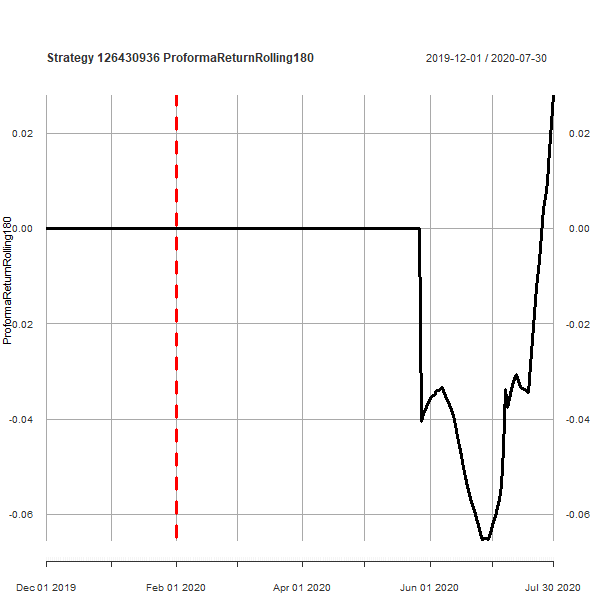 Strategy 126430936 ProformaReturnRolling180
2019-12-01 / 2020-07-30
0.02
0.02
0.00
0.00
-0.02
-0.02
-0.04
-0.04
-0.06
-0.06
ProformaReturnRolling180
Dec 01 2019
Feb 01 2020
Apr 01 2020
Jun 01 2020
Jul 30 2020